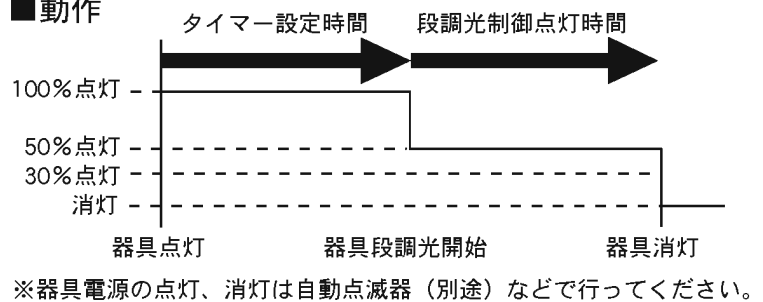 ■動作
タイマー設定時間 段調光制御点灯時間
100%点灯
50%点灯
30%点灯
消灯
器具点灯 器具段調光開始 器具消灯
※器具電源の点灯、消灯は自動点滅器（別途）などで行ってください。